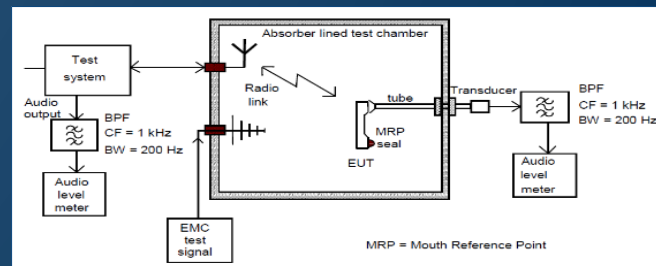 Absorber lined test chamber
Test
system
Radio
link
tube
Transducer
BPF
CF = 1 kHz
BW = 200 Hz
Audio
output
BPF
CF = 1 kHz
BW = 200 Hz
MRP
seal
EUT
Audio
level
meter
Audio level
meter
EMC
test
signal
MRP = Mouth Reference Point